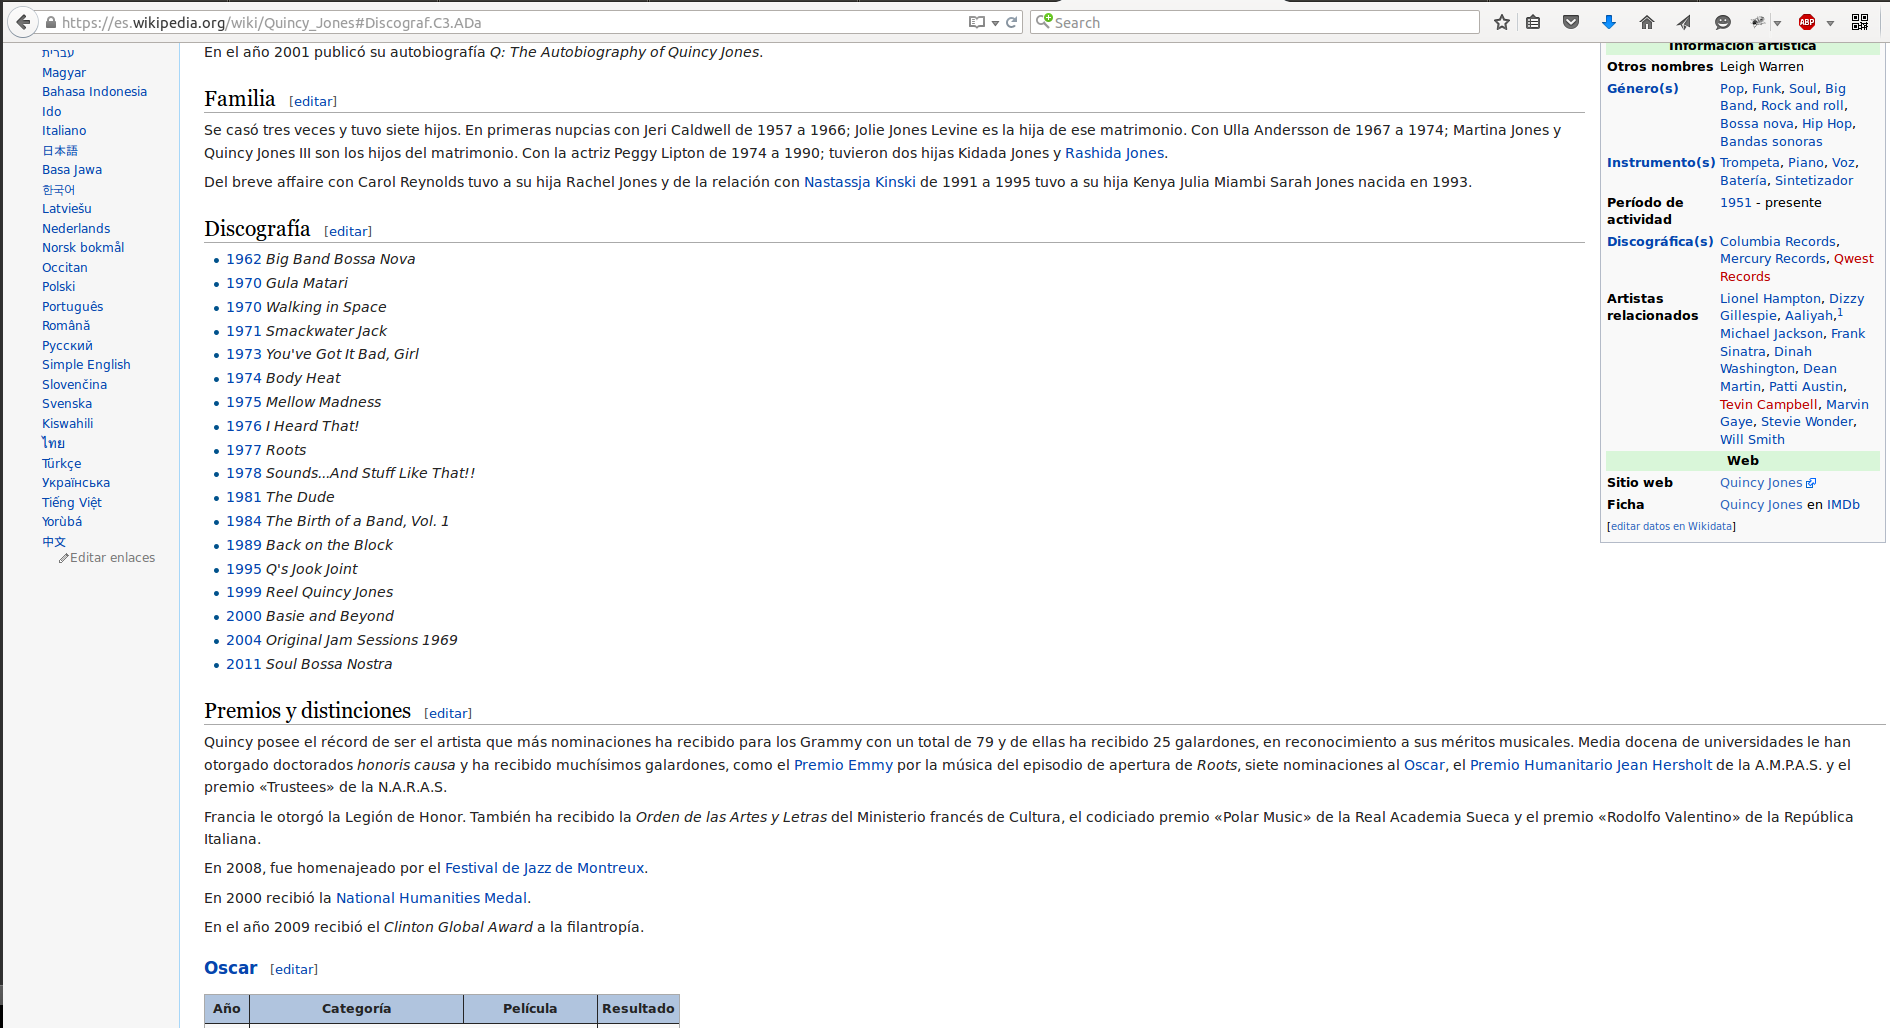 https://es.wikipedia.org/wiki/Quincy_Jones#Discograf.C3.ADa
Search
ABP
עברית
Magyar
Bahasa Indonesia
Ido
Italiano
日本語
Basa Jawa
한국어
Latviešu
Nederlands
Norsk bokmål
Occitan
Polski
Português
Română
Русский
Simple English
Slovenčina
Svenska
Kiswahili
ไทย
Türkçe
Українська
Tiếng Việt
Yorùbá
中文
Editar enlaces
En el año 2001 publicó su autobiografía Q: The Autobiography of Quincy Jones.
Familia [editar]
Se casó tres veces y tuvo siete hijos. En primeras nupcias con Jeri Caldwell de 1957 a 1966; Jolie Jones Levine es la hija de ese matrimonio. Con Ulla Andersson de 1967 a 1974; Martina Jones y
Quincy Jones III son los hijos del matrimonio. Con la actriz Peggy Lipton de 1974 a 1990; tuvieron dos hijas Kidada Jones y Rashida Jones.
Del breve affaire con Carol Reynolds tuvo a su hija Rachel Jones y de la relación con Nastassja Kinski de 1991 a 1995 tuvo a su hija Kenya Julia Miambi Sarah Jones nacida en 1993.
Discografía [editar]
• 1962 Big Band Bossa Nova
• 1970 Gula Matari
• 1970 Walking in Space
• 1971 Smackwater Jack
• 1973 You've Got It Bad, Girl
• 1974 Body Heat
• 1975 Mellow Madness
• 1976 I Heard That!
• 1977 Roots
• 1978 Sounds...And Stuff Like That!!
• 1981 The Dude
• 1984 The Birth of a Band, Vol. 1
• 1989 Back on the Block
• 1995 Q's Jook Joint
• 1999 Reel Quincy Jones
• 2000 Basie and Beyond
• 2004 Original Jam Sessions 1969
• 2011 Soul Bossa Nostra
Información artística
Otros nombres Leigh Warren
Género(s) Pop, Funk, Soul, Big
Band, Rock and roll,
Bossa nova, Hip Hop,
Bandas sonoras
Instrumento(s) Trompeta, Piano, Voz,
Batería, Sintetizador
Período de 1951 - presente
actividad
Discográfica(s) Columbia Records,
Mercury Records, Qwest
Records
Artistas Lionel Hampton, Dizzy
relacionados Gillespie, Aaliyah,1
Michael Jackson, Frank
Sinatra, Dinah
Washington, Dean
Martin, Patti Austin,
Tevin Campbell, Marvin
Gaye, Stevie Wonder,
Will Smith
Web
Sitio web Quincy Jones
Ficha Quincy Jones en IMDb
[editar datos en Wikidata]
Premios y distinciones [editar]
Quincy posee el récord de ser el artista que más nominaciones ha recibido para los Grammy con un total de 79 y de ellas ha recibido 25 galardones, en reconocimiento a sus méritos musicales. Media docena de universidades le han
otorgado doctorados honoris causa y ha recibido muchísimos galardones, como el Premio Emmy por la música del episodio de apertura de Roots, siete nominaciones al Oscar, el Premio Humanitario Jean Hersholt de la A.M.P.A.S. y el
premio «Trustees» de la N.A.R.A.S.
Francia le otorgó la Legión de Honor. También ha recibido la Orden de las Artes y Letras del Ministerio francés de Cultura, el codiciado premio «Polar Music» de la Real Academia Sueca y el premio «Rodolfo Valentino» de la República
Italiana.
En 2008, fue homenajeado por el Festival de Jazz de Montreux.
En 2000 recibió la National Humanities Medal.
En el año 2009 recibió el Clinton Global Award a la filantropía.
Oscar [editar]
Año Categoría Película Resultado